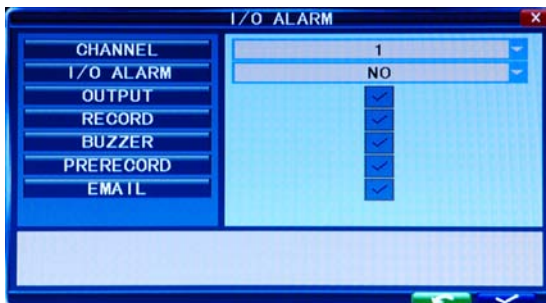 I/O ALARM
CHANNEL 1
I/O ALARM NO
OUTPUT
RECORD
BUZZER
PRERECORD
EMAIL